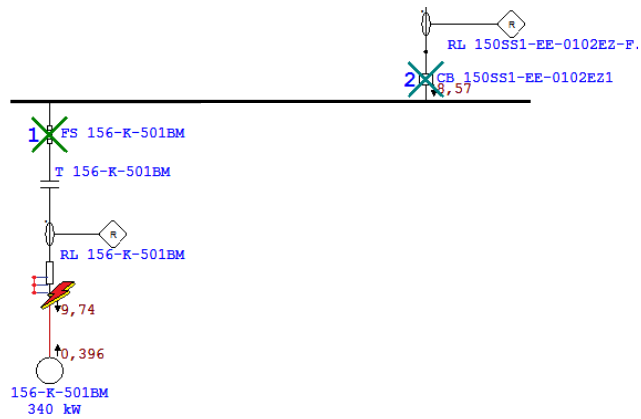 R
RL 150SS1-EE-0102EZ-F.
2 CB 150SS1-EE-0102EZ1
8,57
1 FS 156-K-501BM
T 156-K-501BM
R
RL 156-K-501BM
9,74
0,396
156-K-501BM
340 kW